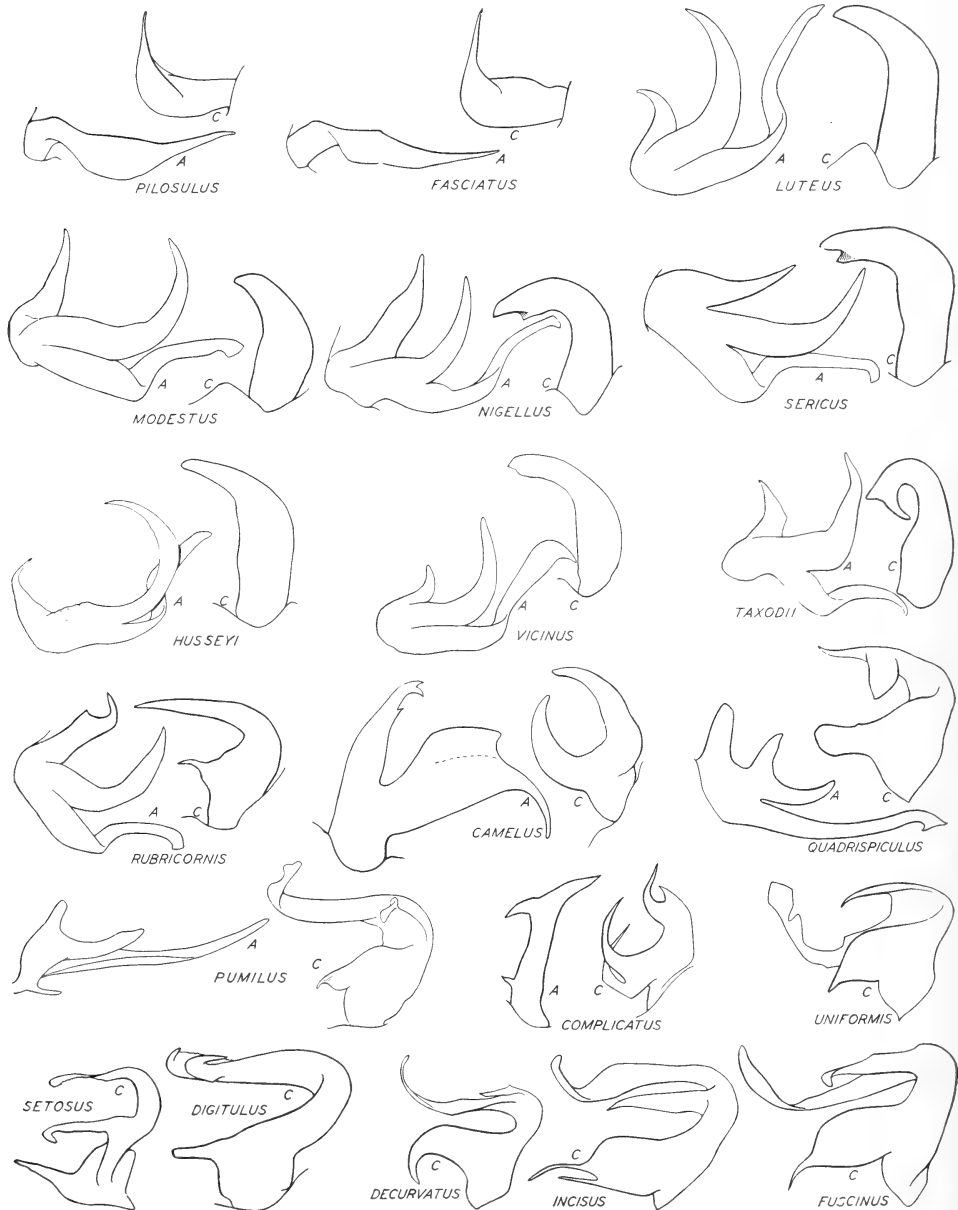 C
A
PILOSULUS
C
A
FASCIATUS
A C
LUTEUS
A C
MODESTUS
A C
NIGELLUS
C
A
SERICUS
A C
HUSSEYI
A C
VICINUS
A C
TAXODII
A C
RUBRICORNIS
A C
CAMELUS
A C
QUADRISPICULUS
A
C
PUMILUS
A C
COMPLICATUS
C
UNIFORMIS
C
SETOSUS
C
DIGITULUS
C
DECURVATUS
C
INCISUS
C
FUSCINUS